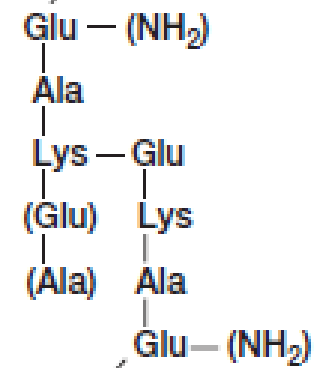 Glu — (NH₂)
Ala
Lys — Glu
(Glu) Lys
(Ala) Ala
Glu — (NH₂)